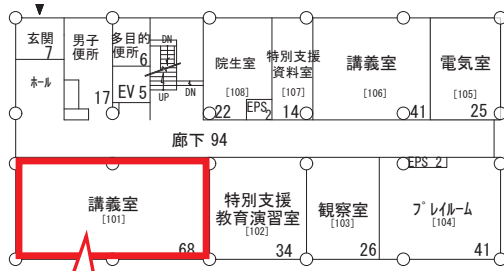 玄関
7
ホール
男子
便所
17
多目的
便所
6
EV 5
DN
UP
DN
院生室
[108]
22
EPS
2
特別支援
資料室
[107]
14
講義室
[106]
41
電気室
[105]
25
廊下 94
講義室
[101]
68
特別支援
教育演習室
[102]
34
観察室
[103]
26
EPS 2
プレイルーム
[104]
41